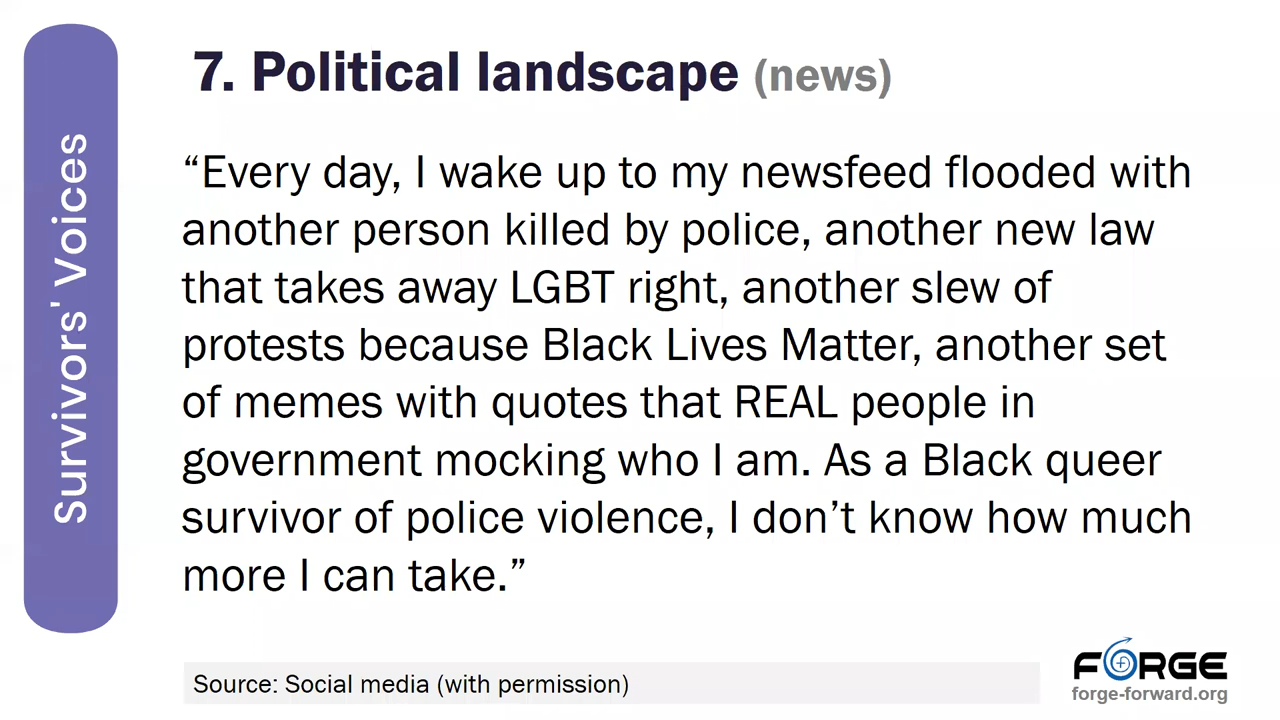 Survivors' Voices
7. Political landscape (news)
“Every day, I wake up to my newsfeed flooded with
another person killed by police, another new law
that takes away LGBT right, another slew of
protests because Black Lives Matter, another set
of memes with quotes that REAL people in
government mocking who I am. As a Black queer
survivor of police violence, I don’t know how much
more I can take.”
Source: Social media (with permission)
FORGE
forge-forward.org